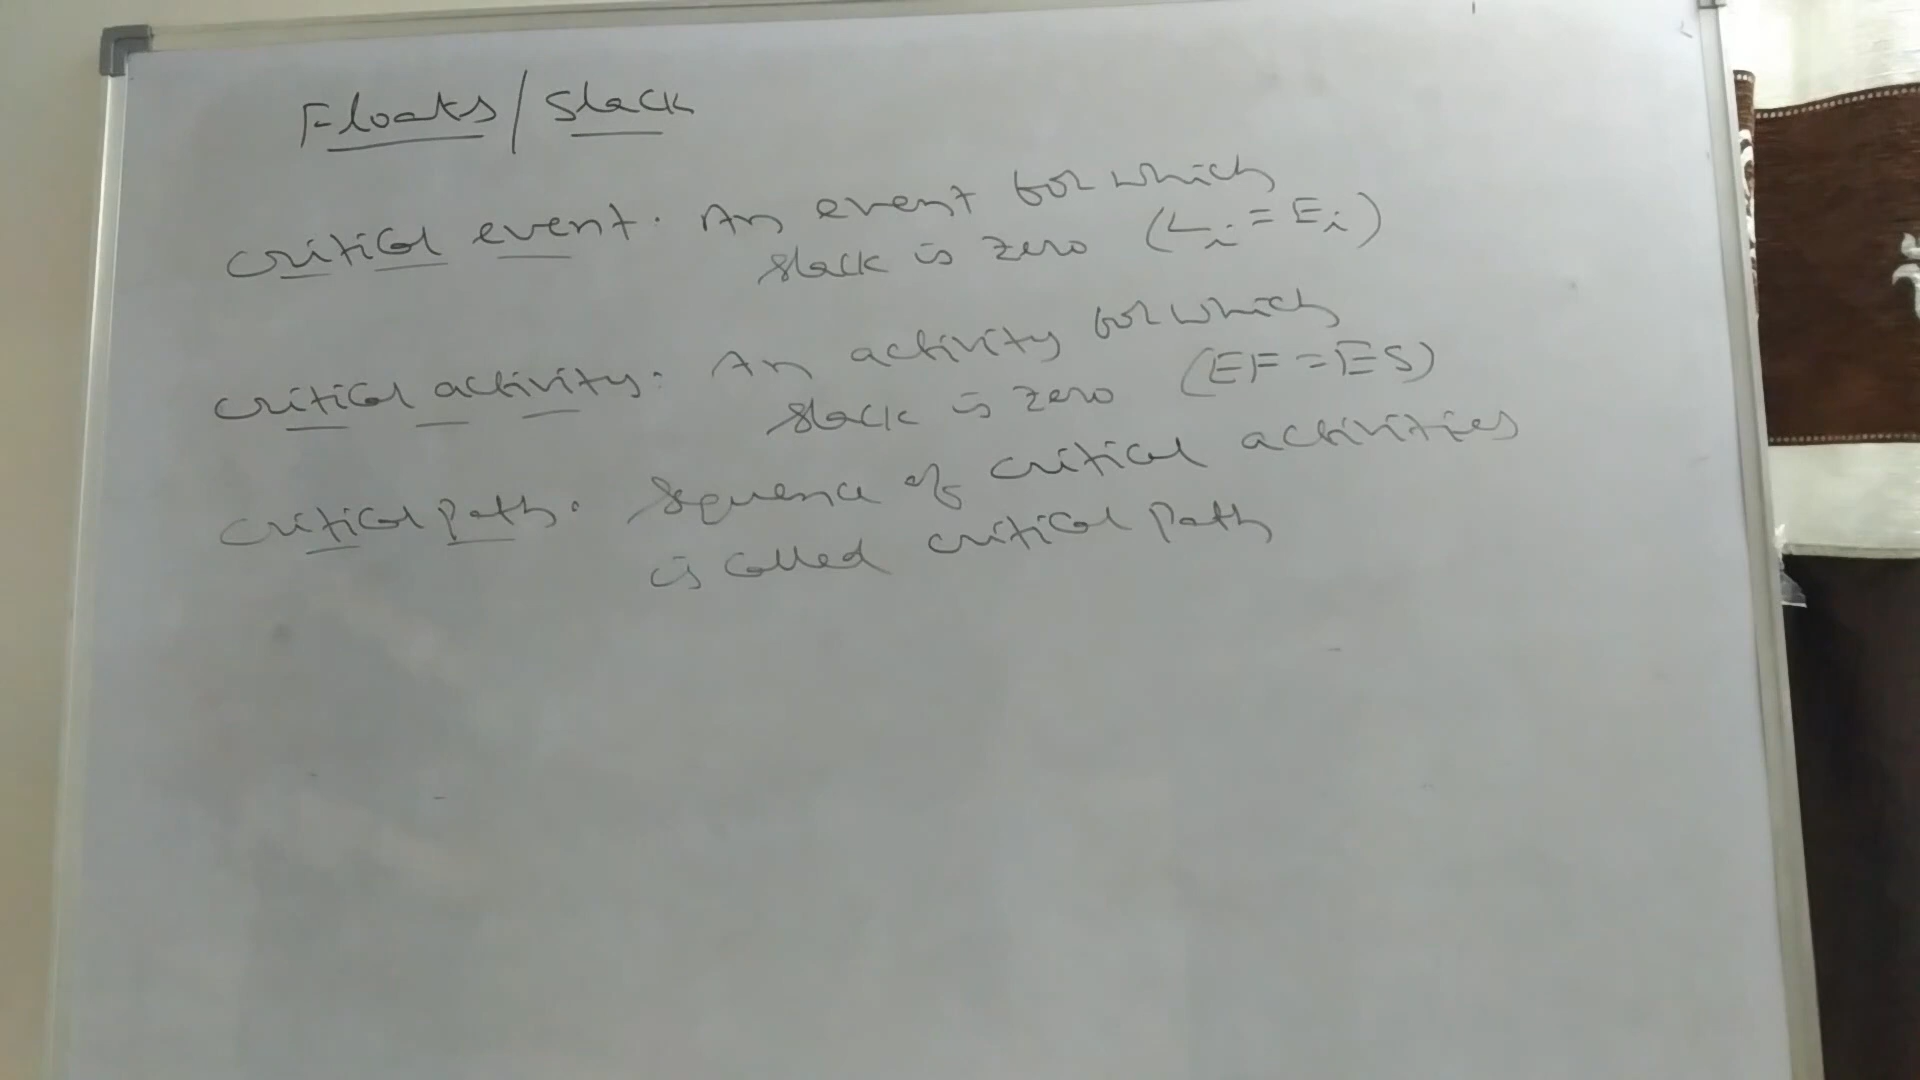 Floats/Slack
Critical event. An event for which
slack is zero (Li = Ei)
Critical activity. An activity for which
slack is zero (EF = ES)
Critical path. Sequence of critical activities
is called critical path